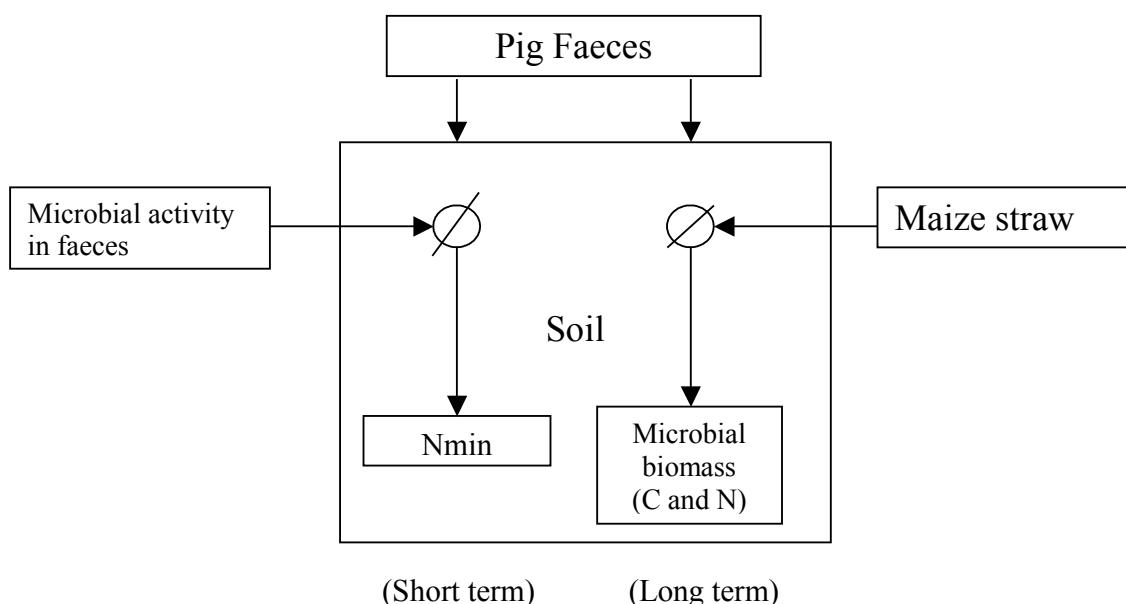 Pig Faeces
Microbial activity
in faeces
Maize straw
Soil
Nmin
Microbial
biomass
(C and N)
(Short term)
(Long term)